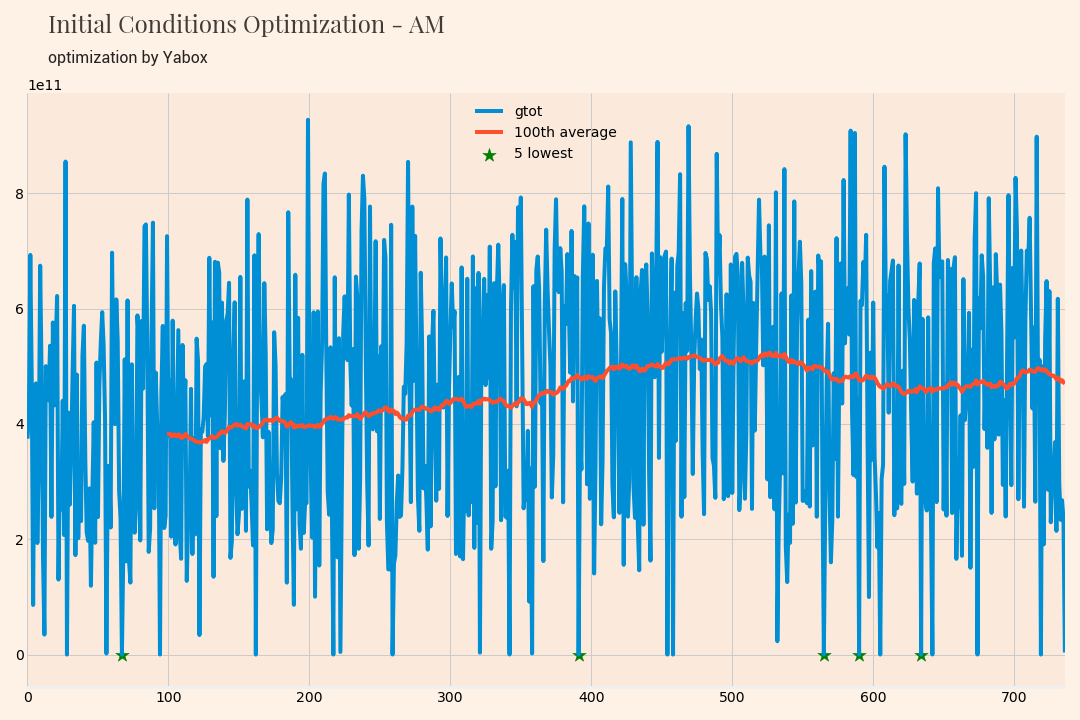 Initial Conditions Optimization - AM
optimization by Yabox
1e11
gtot
100th average
5 lowest
8
6
4
2
0
0 100 200 300 400 500 600 700